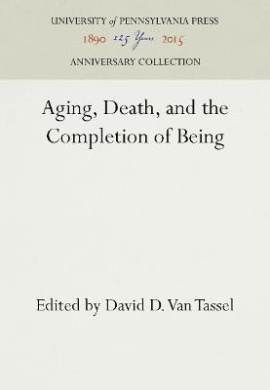 UNIVERSITY of PENNSYLVANIA PRESS
1890 125 Years 2015
ANNIVERSARY COLLECTION
Aging, Death, and the
Completion of Being
Edited by David D. Van Tassel